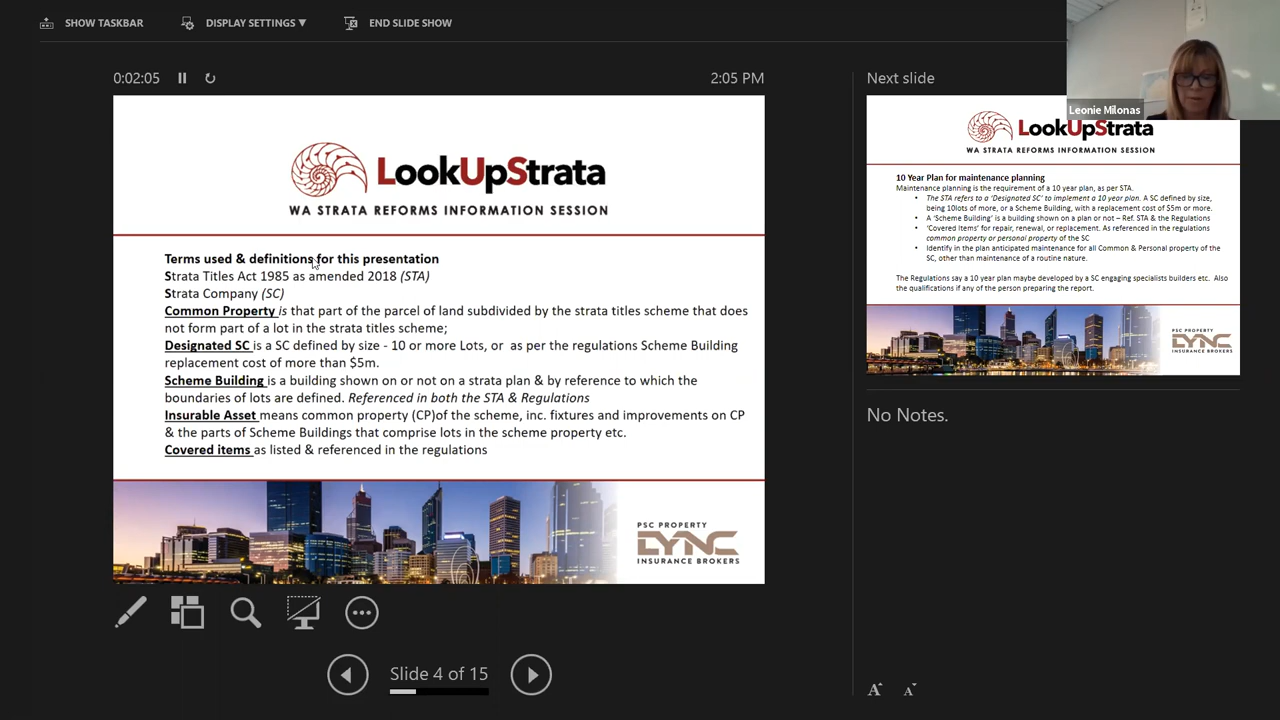 SHOW TASKBAR
DISPLAY SETTINGS ▼
END SLIDE SHOW
0:02:05
2:05 PM
LookUpStrata
WA STRATA REFORMS INFORMATION SESSION
Terms used & definitions for this presentation
Strata Titles Act 1985 as amended 2018 (STA)
Strata Company (SC)
Common Property is that part of the parcel of land subdivided by the strata titles scheme that does
not form part of a lot in the strata titles scheme;
Designated SC is a SC defined by size - 10 or more Lots, or as per the regulations Scheme Building
replacement cost of more than $5m.
Scheme Building is a building shown on or not on a strata plan & by reference to which the
boundaries of lots are defined. Referenced in both the STA & Regulations
Insurable Asset means common property (CP)of the scheme, inc. fixtures and improvements on CP
& the parts of Scheme Buildings that comprise lots in the scheme property etc.
Covered items as listed & referenced in the regulations
PSC PROPERTY
LYNC
INSURANCE BROKERS
Slide 4 of 15
Next slide
Leonie Milonas
LookUpStrata
WA STRATA REFORMS INFORMATION SESSION
10 Year Plan for maintenance planning
Maintenance planning is the requirement of a 10 year plan, as per STA.
• The STA refers to a 'Designated SC' to implement a 10 year plan. A SC defined by size,
being 10lots of more, or a Scheme Building, with a replacement cost of $5m or more.
• A 'Scheme Building' is a building shown on a plan or not – Ref. STA & the Regulations
• 'Covered Items' for repair, renewal, or replacement. As referenced in the regulations
common property or personal property of the SC
• Identify in the plan anticipated maintenance for all Common & Personal property of the
SC, other than maintenance of a routine nature.
The Regulations say a 10 year plan maybe developed by a SC engaging specialists builders etc. Also
the qualifications if any of the person preparing the report.
PSC PROPERTY
LYNC
INSURANCE BROKERS
No Notes.
A A